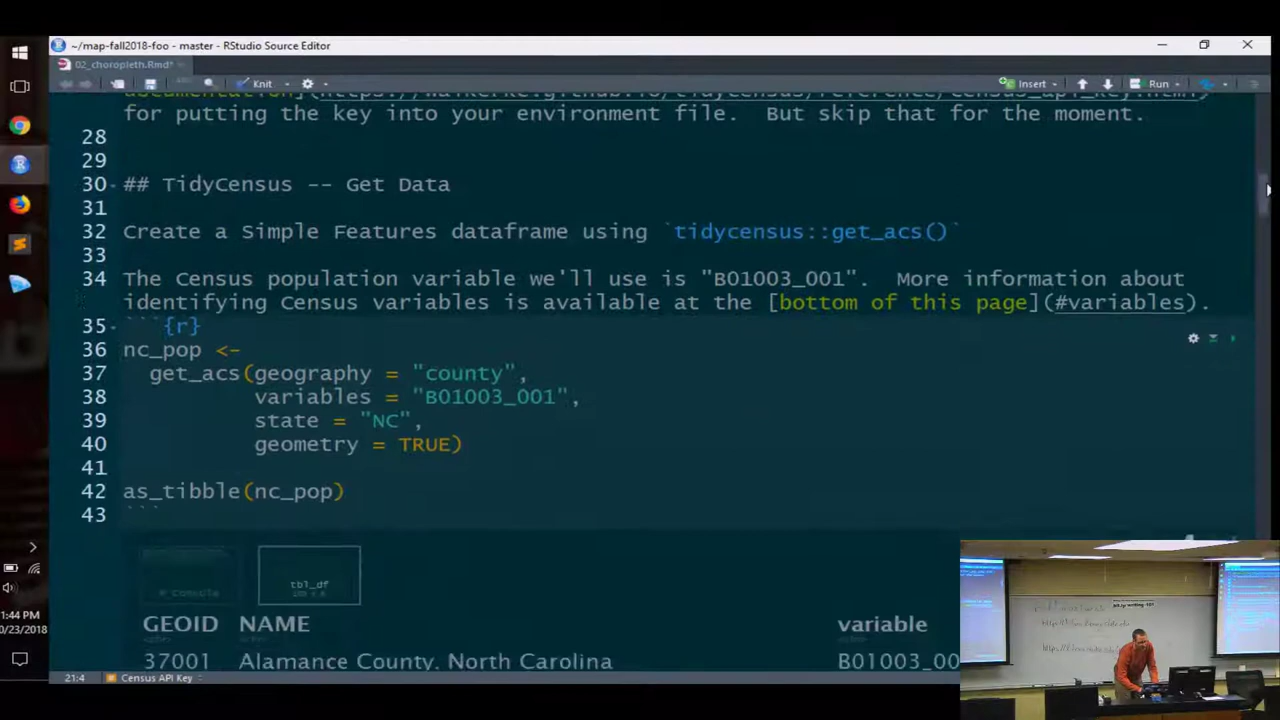 ~/map-fall2018-foo - master - RStudio Source Editor
02_choropleth.Rmd*
Knit
Insert
Run
for putting the key into your environment file.  But skip that for the moment.
28
29
30 ## TidyCensus -- Get Data
31
32 Create a Simple Features dataframe using `tidycensus::get_acs()`
33
34 The Census population variable we'll use is "B01003_001".  More information about
identifying Census variables is available at the [bottom of this page](#variables).
35 ```{r}
36 nc_pop <-
37   get_acs(geography = "county",
38           variables = "B01003_001",
39           state = "NC",
40           geometry = TRUE)
41
42 as_tibble(nc_pop)
43 ```
R Console
tbl_df
GEOID NAME variable
37001 Alamance County, North Carolina B01003_00
21:4 Census API Key
1:44 PM
0/23/2018